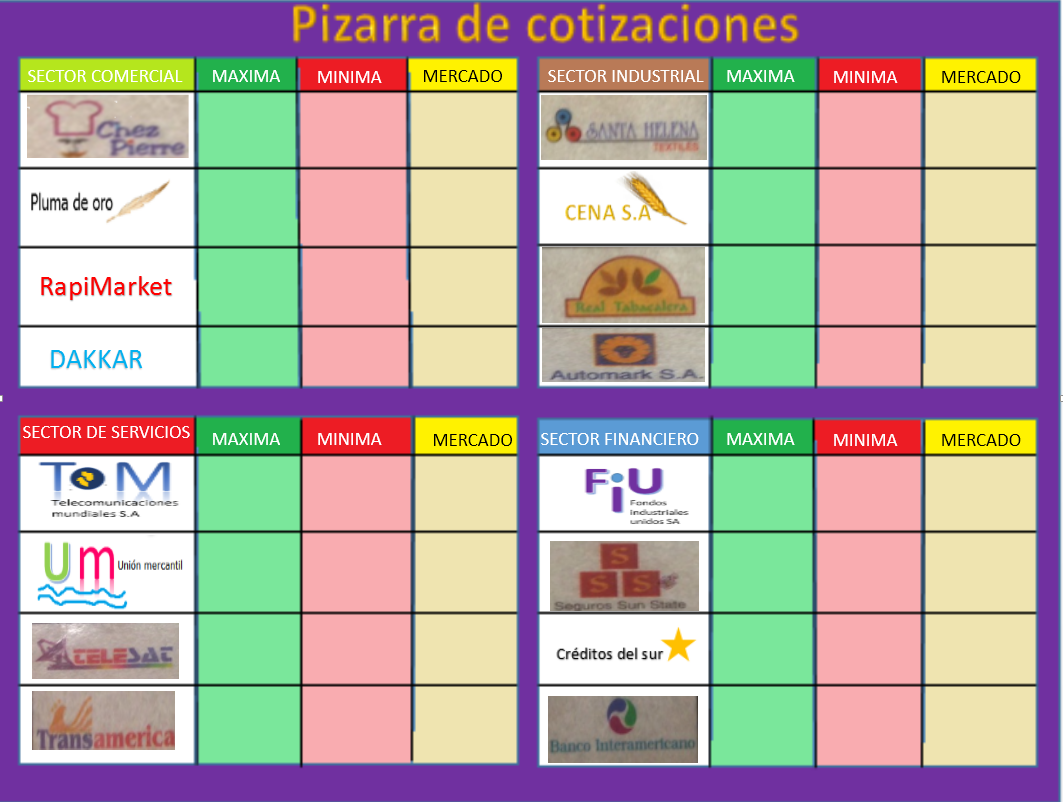 Pizarra de cotizaciones
SECTOR COMERCIAL MAXIMA MINIMA MERCADO
Chez
Pierre
Pluma de oro
RapiMarket
DAKKAR
SECTOR INDUSTRIAL MAXIMA MINIMA MERCADO
SANTA HELENA
TEXTILES
CENA S.A
Real Tabacalera
Automark S.A.
SECTOR DE SERVICIOS MAXIMA MINIMA MERCADO
TOM
Telecomunicaciones
mundiales S.A
um Unión mercantil
TELESAT
Transamerica
SECTOR FINANCIERO MAXIMA MINIMA MERCADO
FiU
Fondos
Industriales
unidos SA
S
S S
Seguros Sun State
Créditos del sur
Banco Interamericano